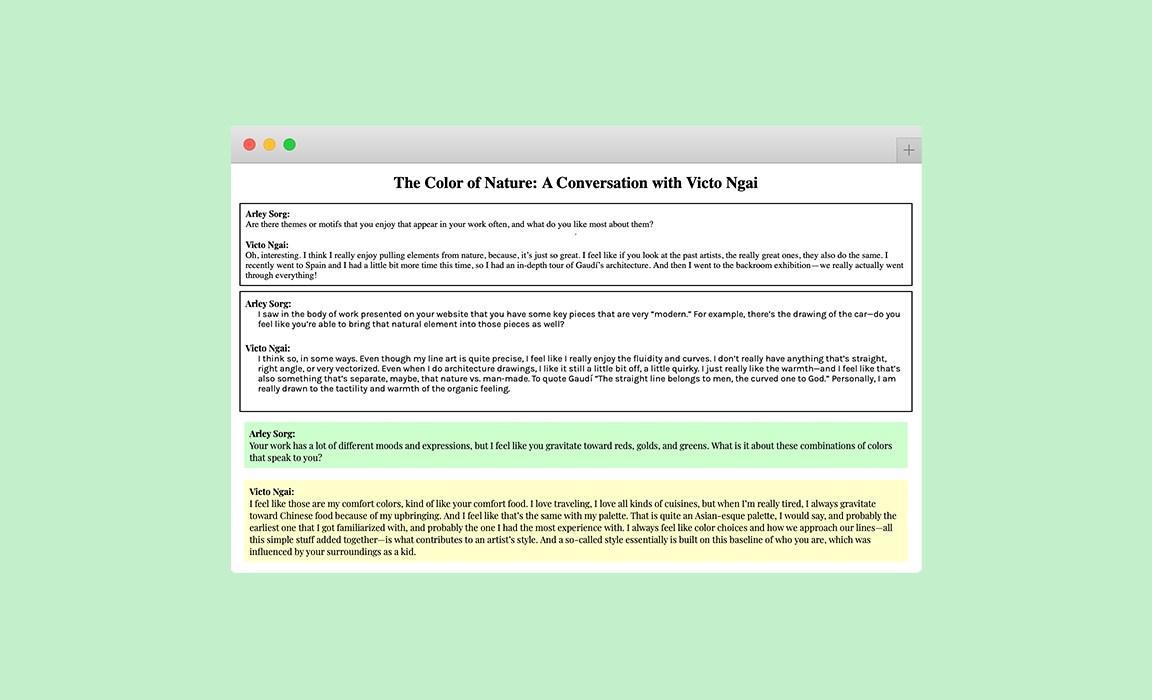 The Color of Nature: A Conversation with Victo Ngai
Arley Sorg:
Are there themes or motifs that you enjoy that appear in your work often, and what do you like most about them?
Victo Ngai:
Oh, interesting. I think I really enjoy pulling elements from nature, because, it's just so great. I feel like if you look at the past artists, the really great ones, they also do the same. I
recently went to Spain and I had a little bit more time this time, so I had an in-depth tour of Gaudí's architecture. And then I went to the backroom exhibition—we really actually went
through everything!
Arley Sorg:
I saw in the body of work presented on your website that you have some key pieces that are very “modern.” For example, there's the drawing of the car—do you
feel like you're able to bring that natural element into those pieces as well?
Victo Ngai:
I think so, in some ways. Even though my line art is quite precise, I feel like I really enjoy the fluidity and curves. I don't really have anything that's straight,
right angle, or very vectorized. Even when I do architecture drawings, I like it still a little bit off, a little quirky. I just really like the warmth—and I feel like that's
also something that's separate, maybe, that nature vs. man-made. To quote Gaudí “The straight line belongs to men, the curved one to God.” Personally, I am
really drawn to the tactility and warmth of the organic feeling.
Arley Sorg:
Your work has a lot of different moods and expressions, but I feel like you gravitate toward reds, golds, and greens. What is it about these combinations of colors
that speak to you?
Victo Ngai:
I feel like those are my comfort colors, kind of like your comfort food. I love traveling, I love all kinds of cuisines, but when I'm really tired, I always gravitate
toward Chinese food because of my upbringing. And I feel like that's the same with my palette. That is quite an Asian-esque palette, I would say, and probably the
earliest one that I got familiarized with, and probably the one I had the most experience with. I always feel like color choices and how we approach our lines—all
this simple stuff added together—is what contributes to an artist's style. And a so-called style essentially is built on this baseline of who you are, which was
influenced by your surroundings as a kid.